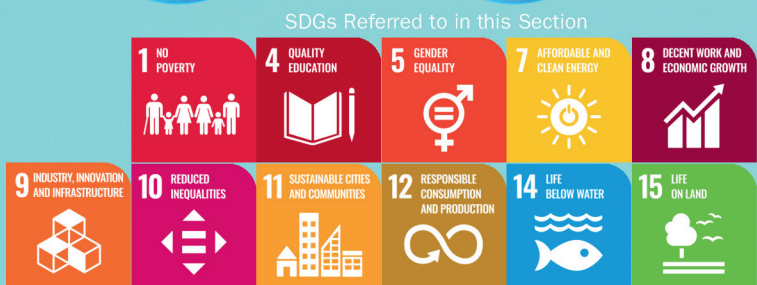 SDGs Referred to in this Section
1 NO
POVERTY
4 QUALITY
EDUCATION
5 GENDER
EQUALITY
7 AFFORDABLE AND
CLEAN ENERGY
8 DECENT WORK AND
ECONOMIC GROWTH
9 INDUSTRY, INNOVATION
AND INFRASTRUCTURE
10 REDUCED
INEQUALITIES
11 SUSTAINABLE CITIES
AND COMMUNITIES
12 RESPONSIBLE
CONSUMPTION
AND PRODUCTION
14 LIFE
BELOW WATER
15 LIFE
ON LAND